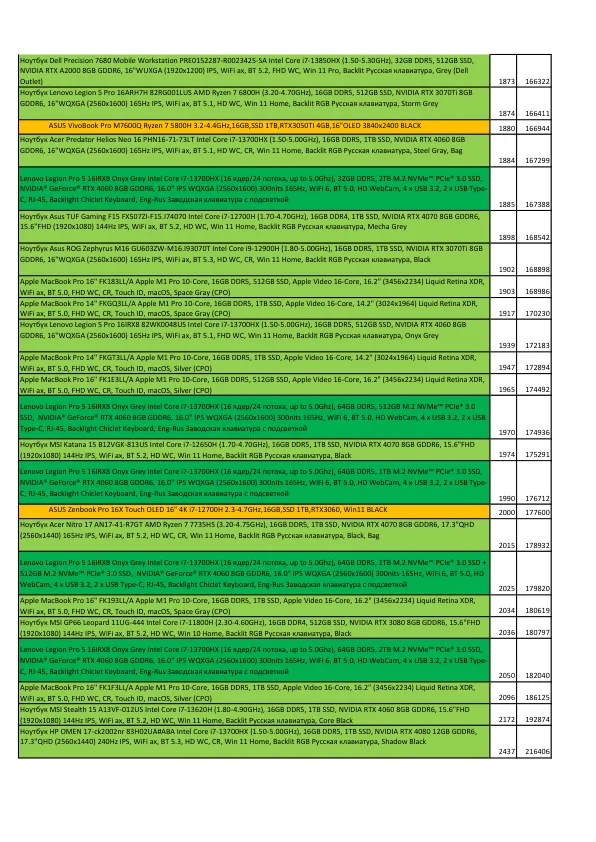 Ноутбук Dell Precision 7680 Mobile Workstation PRE0152287-R0023425-SA Intel Core i7-13850HX (1.50-5.30GHz), 32GB DDR5, 512GB SSD,
NVIDIA RTX A2000 8GB GDDR6, 16"WUXGA (1920x1200) IPS, WiFi ax, BT 5.2, FHD WC, Win 11 Pro, Backlit Русская клавиатура, Grey (Dell
Outlet) 1873 166322
Ноутбук Lenovo Legion 5 Pro 16ARH7H 82RG001LUS AMD Ryzen 7 6800H (3.20-4.70GHz), 16GB DDR5, 512GB SSD, NVIDIA RTX 3070Ti 8GB
GDDR6, 16"WQXGA (2560x1600) 165Hz IPS, WiFi ax, BT 5.1, HD WC, Win 11 Home, Backlit RGB Русская клавиатура, Storm Grey
1874 166411
ASUS VivoBook Pro M7600Q Ryzen 7 5800H 3.2-4.4GHz,16GB,SSD 1TB,RTX3050TI 4GB,16"OLED 3840x2400 BLACK 1880 166944
Ноутбук Acer Predator Helios Neo 16 PHN16-71-73LT Intel Core i7-13700HX (1.50-5.00GHz), 16GB DDR5, 1TB SSD, NVIDIA RTX 4060 8GB
GDDR6, 16"WQXGA (2560x1600) 165Hz IPS, WiFi ax, BT 5.1, HD WC, CR, Win 11 Home, Backlit RGB Русская клавиатура, Steel Gray, Bag
1884 167299
Lenovo Legion Pro 5 16IRX8 Onyx Grey Intel Core i7-13700HX (16 ядер/24 потока, up to 5.0Ghz), 32GB DDR5, 2TB M.2 NVMe™ PCIe® 3.0 SSD,
NVIDIA® GeForce® RTX 4060 8GB GDDR6, 16.0" IPS WQXGA (2560x1600) 300nits 165Hz, WiFi 6, BT 5.0, HD WebCam, 4 x USB 3.2, 2 x USB Type-
C, RJ-45, Backlight Chiclet Keyboard, Eng-Rus Заводская клавиатура с подсветкой 1885 167388
Ноутбук Asus TUF Gaming F15 FX507ZI-F15.I74070 Intel Core i7-12700H (1.70-4.70GHz), 16GB DDR4, 1TB SSD, NVIDIA RTX 4070 8GB GDDR6,
15.6"FHD (1920x1080) 144Hz IPS, WiFi ax, BT 5.2, HD WC, Win 11 Home, Backlit RGB Русская клавиатура, Mecha Grey
1898 168542
Ноутбук Asus ROG Zephyrus M16 GU603ZW-M16.I93070T Intel Core i9-12900H (1.80-5.00GHz), 16GB DDR5, 1TB SSD, NVIDIA RTX 3070Ti 8GB
GDDR6, 16"WQXGA (2560x1600) 165Hz IPS, WiFi ax, BT 5.2, HD WC, CR, Win 11 Home, Backlit RGB Русская клавиатура, Black
1902 168898
Apple MacBook Pro 16" FK183LL/A Apple M1 Pro 10-Core, 16GB DDR5, 512GB SSD, Apple Video 16-Core, 16.2" (3456x2234) Liquid Retina XDR,
WiFi ax, BT 5.0, FHD WC, CR, Touch ID, macOS, Space Gray (CPO) 1903 168986
Apple MacBook Pro 14" FKGQ3LL/A Apple M1 Pro 10-Core, 16GB DDR5, 1TB SSD, Apple Video 16-Core, 14.2" (3024x1964) Liquid Retina XDR,
WiFi ax, BT 5.0, FHD WC, CR, Touch ID, macOS, Space Gray (CPO) 1917 170230
Ноутбук Lenovo Legion 5 Pro 16IRX8 82WK0048US Intel Core i7-13700HX (1.50-5.00GHz), 16GB DDR5, 512GB SSD, NVIDIA RTX 4060 8GB
GDDR6, 16"WQXGA (2560x1600) 165Hz IPS, WiFi ax, BT 5.1, FHD WC, Win 11 Home, Backlit RGB Русская клавиатура, Onyx Grey
1939 172183
Apple MacBook Pro 14" FKGT3LL/A Apple M1 Pro 10-Core, 16GB DDR5, 1TB SSD, Apple Video 16-Core, 14.2" (3024x1964) Liquid Retina XDR,
WiFi ax, BT 5.0, FHD WC, CR, Touch ID, macOS, Silver (CPO) 1947 172894
Apple MacBook Pro 16" FK1E3LL/A Apple M1 Pro 10-Core, 16GB DDR5, 512GB SSD, Apple Video 16-Core, 16.2" (3456x2234) Liquid Retina XDR,
WiFi ax, BT 5.0, FHD WC, CR, Touch ID, macOS, Silver (CPO) 1965 174492
Lenovo Legion Pro 5 16IRX8 Onyx Grey Intel Core i7-13700HX (16 ядер/24 потока, up to 5.0Ghz), 64GB DDR5, 512GB M.2 NVMe™ PCIe® 3.0
SSD, NVIDIA® GeForce® RTX 4060 8GB GDDR6, 16.0" IPS WQXGA (2560x1600) 300nits 165Hz, WiFi 6, BT 5.0, HD WebCam, 4 x USB 3.2, 2 x USB
Type-C, RJ-45, Backlight Chiclet Keyboard, Eng-Rus Заводская клавиатура с подсветкой 1970 174936
Ноутбук MSI Katana 15 B12VGK-813US Intel Core i7-12650H (1.70-4.70GHz), 16GB DDR5, 1TB SSD, NVIDIA RTX 4070 8GB GDDR6, 15.6"FHD
(1920x1080) 144Hz IPS, WiFi ax, BT 5.2, HD WC, Win 11 Home, Backlit RGB Русская клавиатура, Black 1974 175291
Lenovo Legion Pro 5 16IRX8 Onyx Grey Intel Core i7-13700HX (16 ядер/24 потока, up to 5.0Ghz), 64GB DDR5, 1TB M.2 NVMe™ PCIe® 3.0 SSD,
NVIDIA® GeForce® RTX 4060 8GB GDDR6, 16.0" IPS WQXGA (2560x1600) 300nits 165Hz, WiFi 6, BT 5.0, HD WebCam, 4 x USB 3.2, 2 x USB Type-
C, RJ-45, Backlight Chiclet Keyboard, Eng-Rus Заводская клавиатура с подсветкой 1990 176712
ASUS Zenbook Pro 16X Touch OLED 16" 4K i7-12700H 2.3-4.7GHz,16GB,SSD 1TB,RTX3060, Win11 BLACK 2000 177600
Ноутбук Acer Nitro 17 AN17-41-R7GT AMD Ryzen 7 7735HS (3.20-4.75GHz), 16GB DDR5, 1TB SSD, NVIDIA RTX 4070 8GB GDDR6, 17.3"QHD
(2560x1440) 165Hz IPS, WiFi ax, BT 5.1, HD WC, Win 11 Home, Backlit RGB Русская клавиатура, Black, Bag
2015 178932
Lenovo Legion Pro 5 16IRX8 Onyx Grey Intel Core i7-13700HX (16 ядер/24 потока, up to 5.0Ghz), 64GB DDR5, 1TB M.2 NVMe™ PCIe® 3.0 SSD +
512GB M.2 NVMe™ PCIe® 3.0 SSD, NVIDIA® GeForce® RTX 4060 8GB GDDR6, 16.0" IPS WQXGA (2560x1600) 300nits 165Hz, WiFi 6, BT 5.0, HD
WebCam, 4 x USB 3.2, 2 x USB Type-C, RJ-45, Backlight Chiclet Keyboard, Eng-Rus Заводская клавиатура с подсветкой 2025 179820
Apple MacBook Pro 16" FK193LL/A Apple M1 Pro 10-Core, 16GB DDR5, 1TB SSD, Apple Video 16-Core, 16.2" (3456x2234) Liquid Retina XDR,
WiFi ax, BT 5.0, FHD WC, CR, Touch ID, macOS, Space Gray (CPO) 2034 180619
Ноутбук MSI GP66 Leopard 11UG-444 Intel Core i7-11800H (2.30-4.60GHz), 16GB DDR4, 512GB SSD, NVIDIA RTX 3080 8GB GDDR6, 15.6"FHD
(1920x1080) 144Hz IPS, WiFi ax, BT 5.2, HD WC, Win 10 Home, Backlit RGB Русская клавиатура, Black 2036 180797
Lenovo Legion Pro 5 16IRX8 Onyx Grey Intel Core i7-13700HX (16 ядер/24 потока, up to 5.0Ghz), 64GB DDR5, 2TB M.2 NVMe™ PCIe® 3.0 SSD,
NVIDIA® GeForce® RTX 4060 8GB GDDR6, 16.0" IPS WQXGA (2560x1600) 300nits 165Hz, WiFi 6, BT 5.0, HD WebCam, 4 x USB 3.2, 2 x USB Type-
C, RJ-45, Backlight Chiclet Keyboard, Eng-Rus Заводская клавиатура с подсветкой 2050 182040
Apple MacBook Pro 16" FK1F3LL/A Apple M1 Pro 10-Core, 16GB DDR5, 1TB SSD, Apple Video 16-Core, 16.2" (3456x2234) Liquid Retina XDR,
WiFi ax, BT 5.0, FHD WC, CR, Touch ID, macOS, Silver (CPO) 2096 186125
Ноутбук MSI Stealth 15 A13VF-012US Intel Core i7-13620H (1.80-4.90GHz), 16GB DDR5, 1TB SSD, NVIDIA RTX 4060 8GB GDDR6, 15.6"FHD
(1920x1080) 144Hz IPS, WiFi ax, BT 5.2, HD WC, Win 11 Home, Backlit RGB Русская клавиатура, Core Black 2172 192874
Ноутбук HP OMEN 17-ck2002nr 83H02UA#ABA Intel Core i7-13700HX (1.50-5.00GHz), 16GB DDR5, 1TB SSD, NVIDIA RTX 4080 12GB GDDR6,
17.3"QHD (2560x1440) 240Hz IPS, WiFi ax, BT 5.3, HD WC, CR, Win 11 Home, Backlit RGB Русская клавиатура, Shadow Black
2437 216406